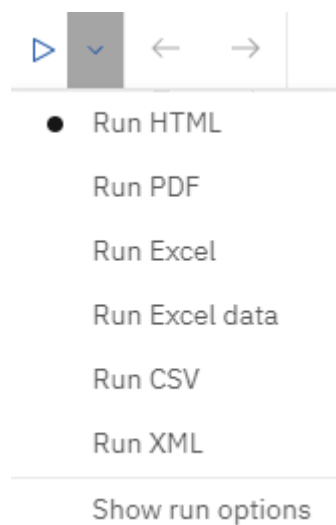 Run HTML
Run PDF
Run Excel
Run Excel data
Run CSV
Run XML
Show run options